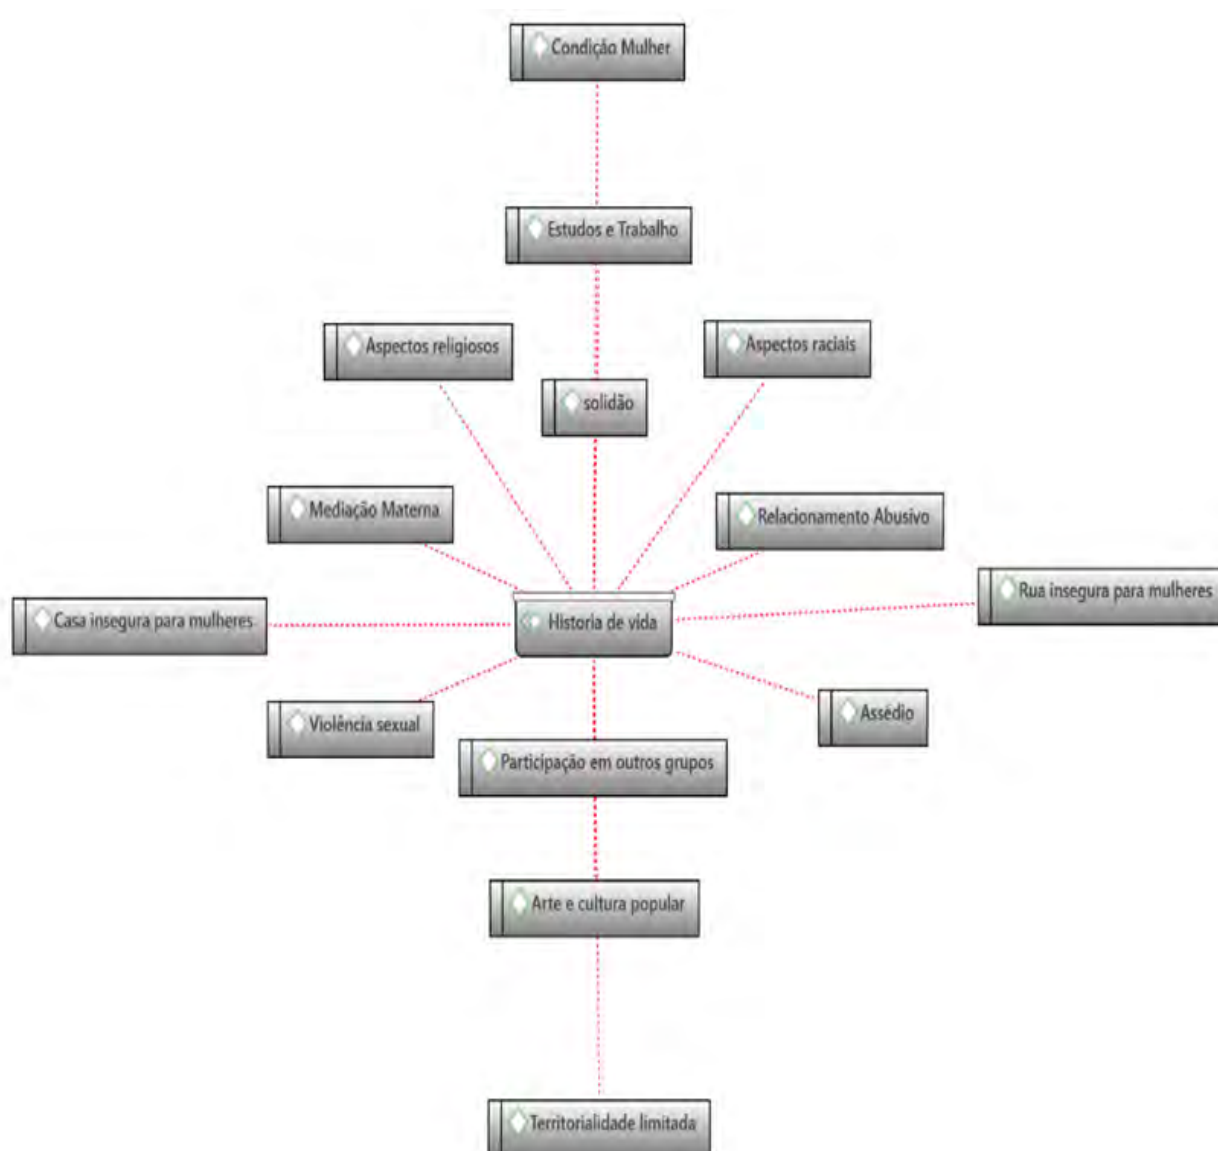 Condição Mulher
Estudos e Trabalho
Aspectos religiosos
Aspectos raciais
solidão
Mediação Materna
Relacionamento Abusivo
Rua insegura para mulheres
Casa insegura para mulheres
Historia de vida
Violência sexual
Assédio
Participação em outros grupos
Arte e cultura popular
Territorialidade limitada